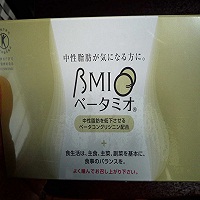 中性脂肪が気になる方に。
βMIO
ベータミオ®
中性脂肪を低下させる
ベータコングリシニン配合
食生活は、主食、主菜、副菜を基本に、
食事のバランスを。
よく噛んでお召し上がり下さい。